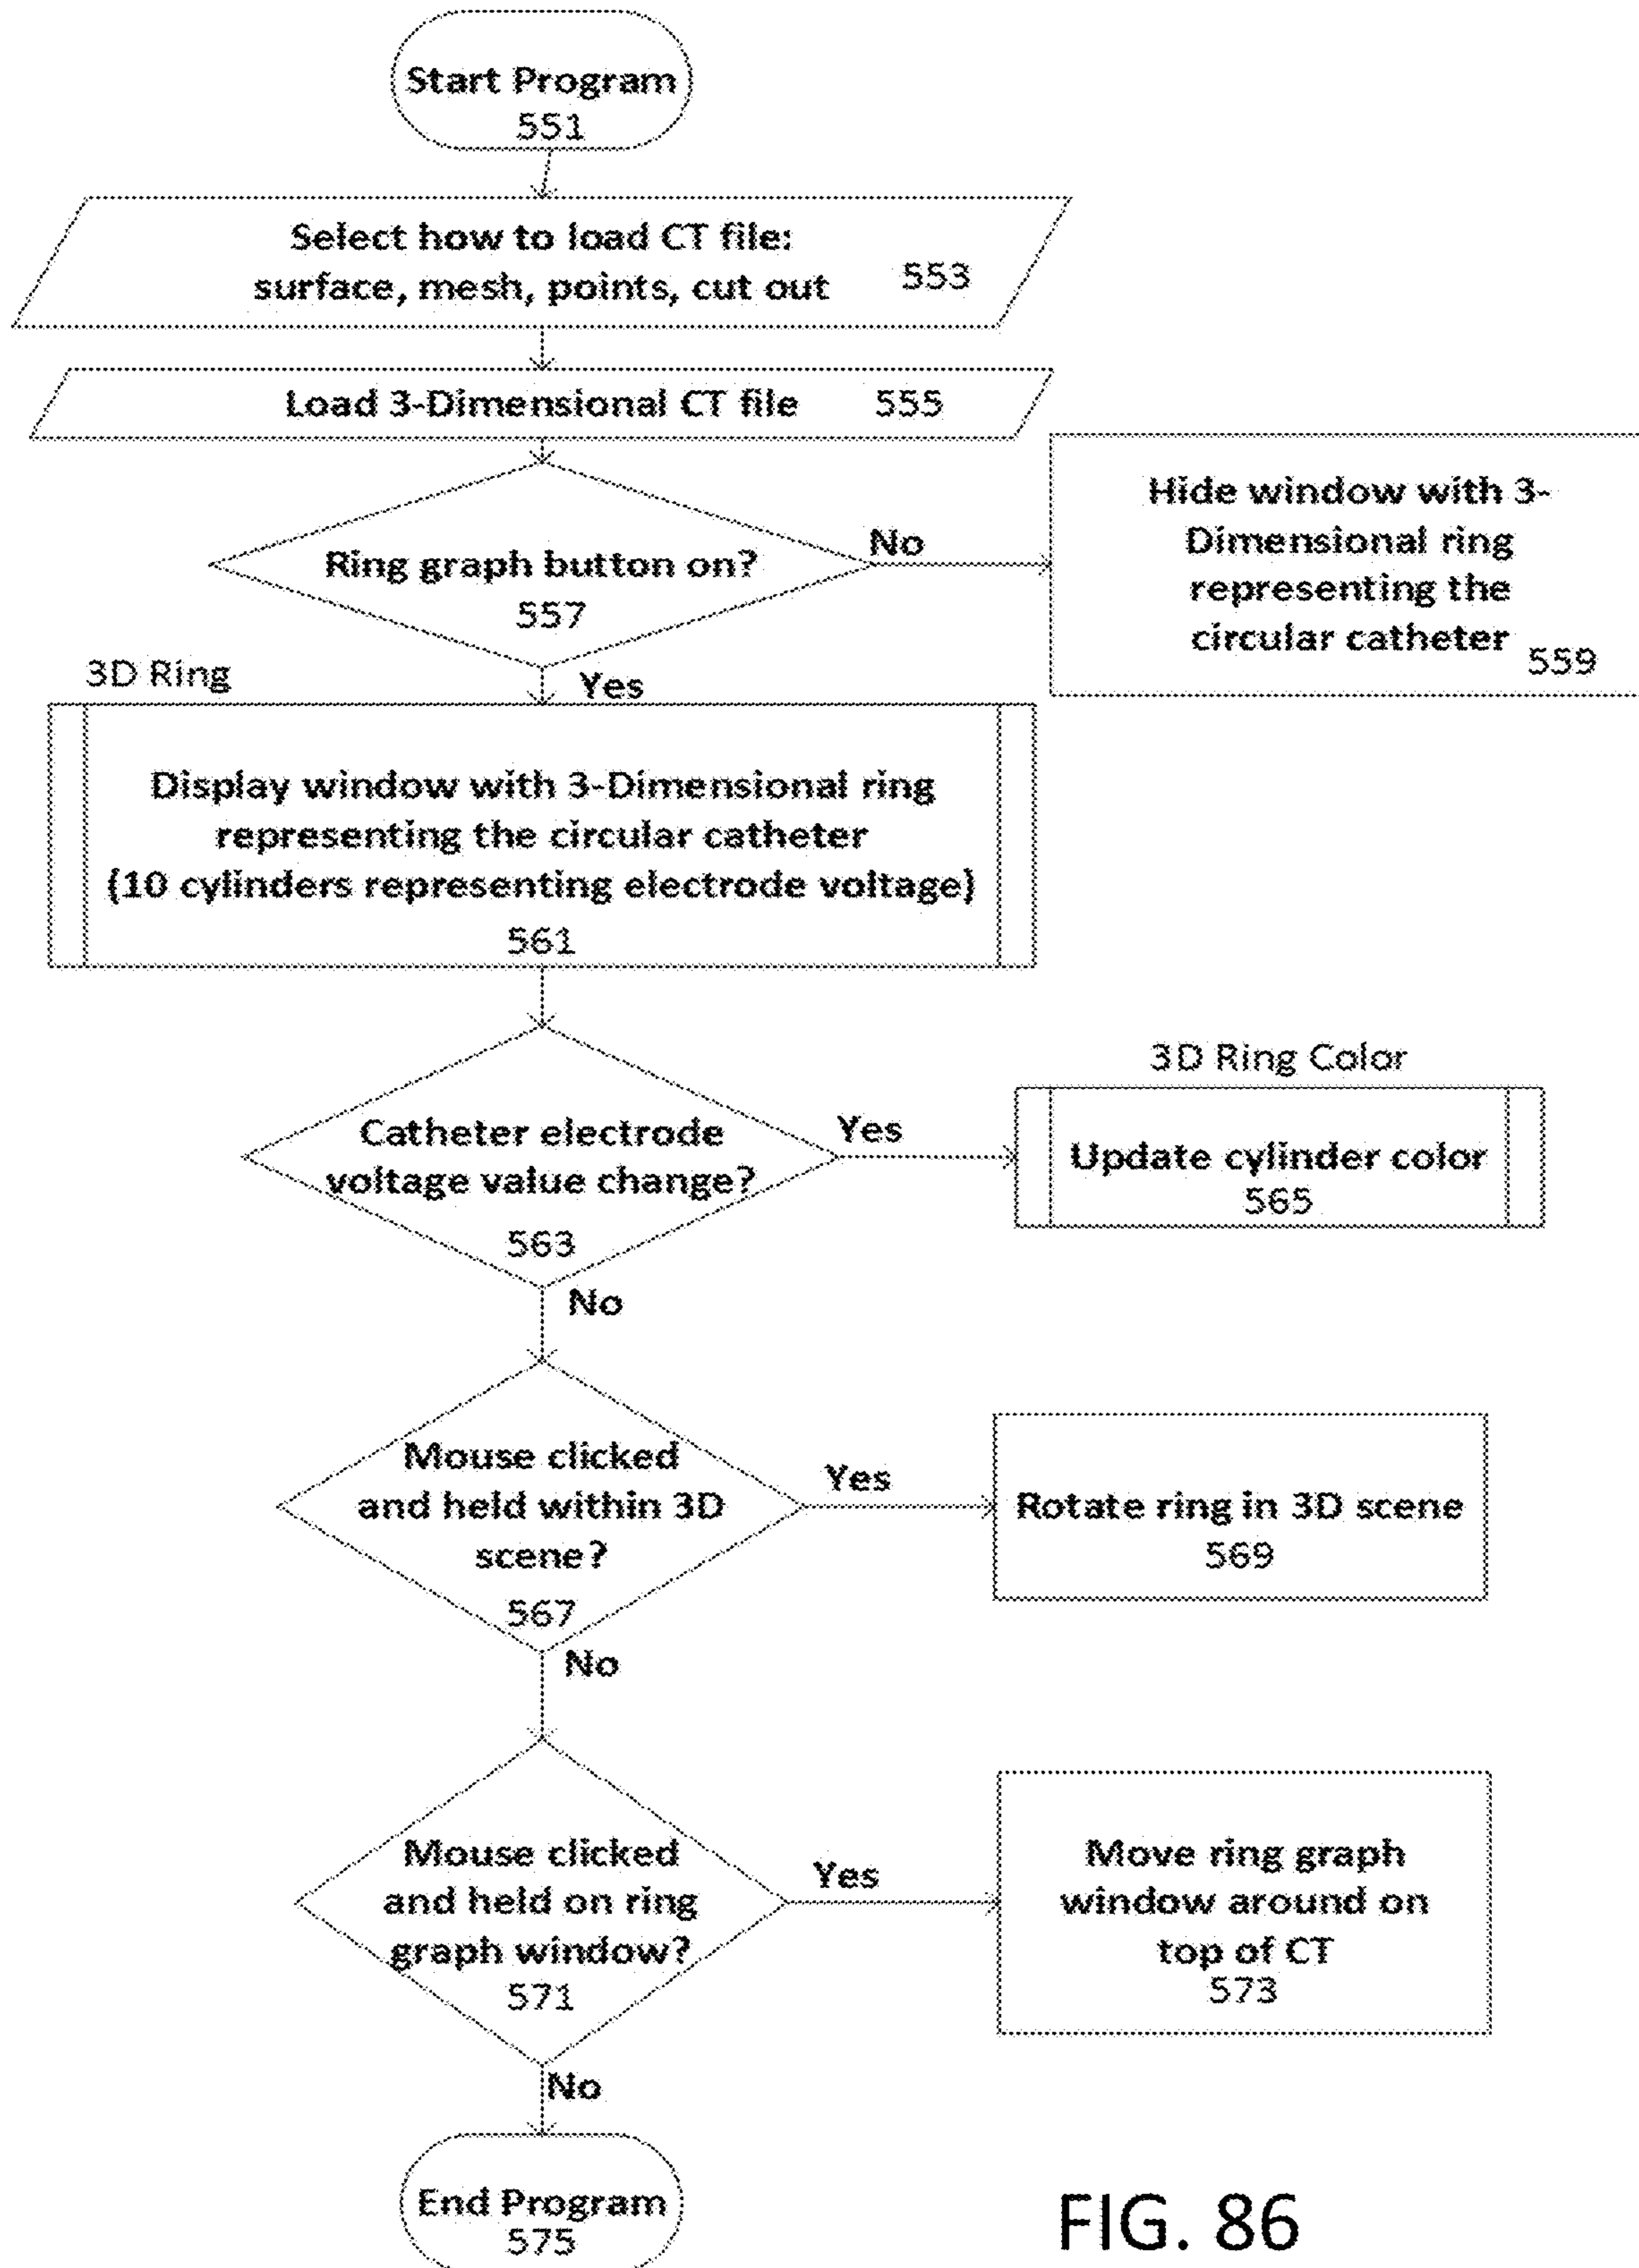 Start Program
551
Select how to load CT file:
surface, mesh, points, cut out
553
Load 3-Dimensional CT file 555
Ring graph button on?
557
No
Hide window with 3-
Dimensional ring
representing the
circular catheter
559
Yes
3D Ring
Display window with 3-Dimensional ring
representing the circular catheter
(10 cylinders representing electrode voltage)
561
Catheter electrode
voltage value change?
563
Yes
3D Ring Color
Update cylinder color
565
No
Mouse clicked
and held within 3D
scene?
567
Yes
Rotate ring in 3D scene
569
No
Mouse clicked
and held on ring
graph window?
571
Yes
Move ring graph
window around on
top of CT
573
No
End Program
575
FIG. 86